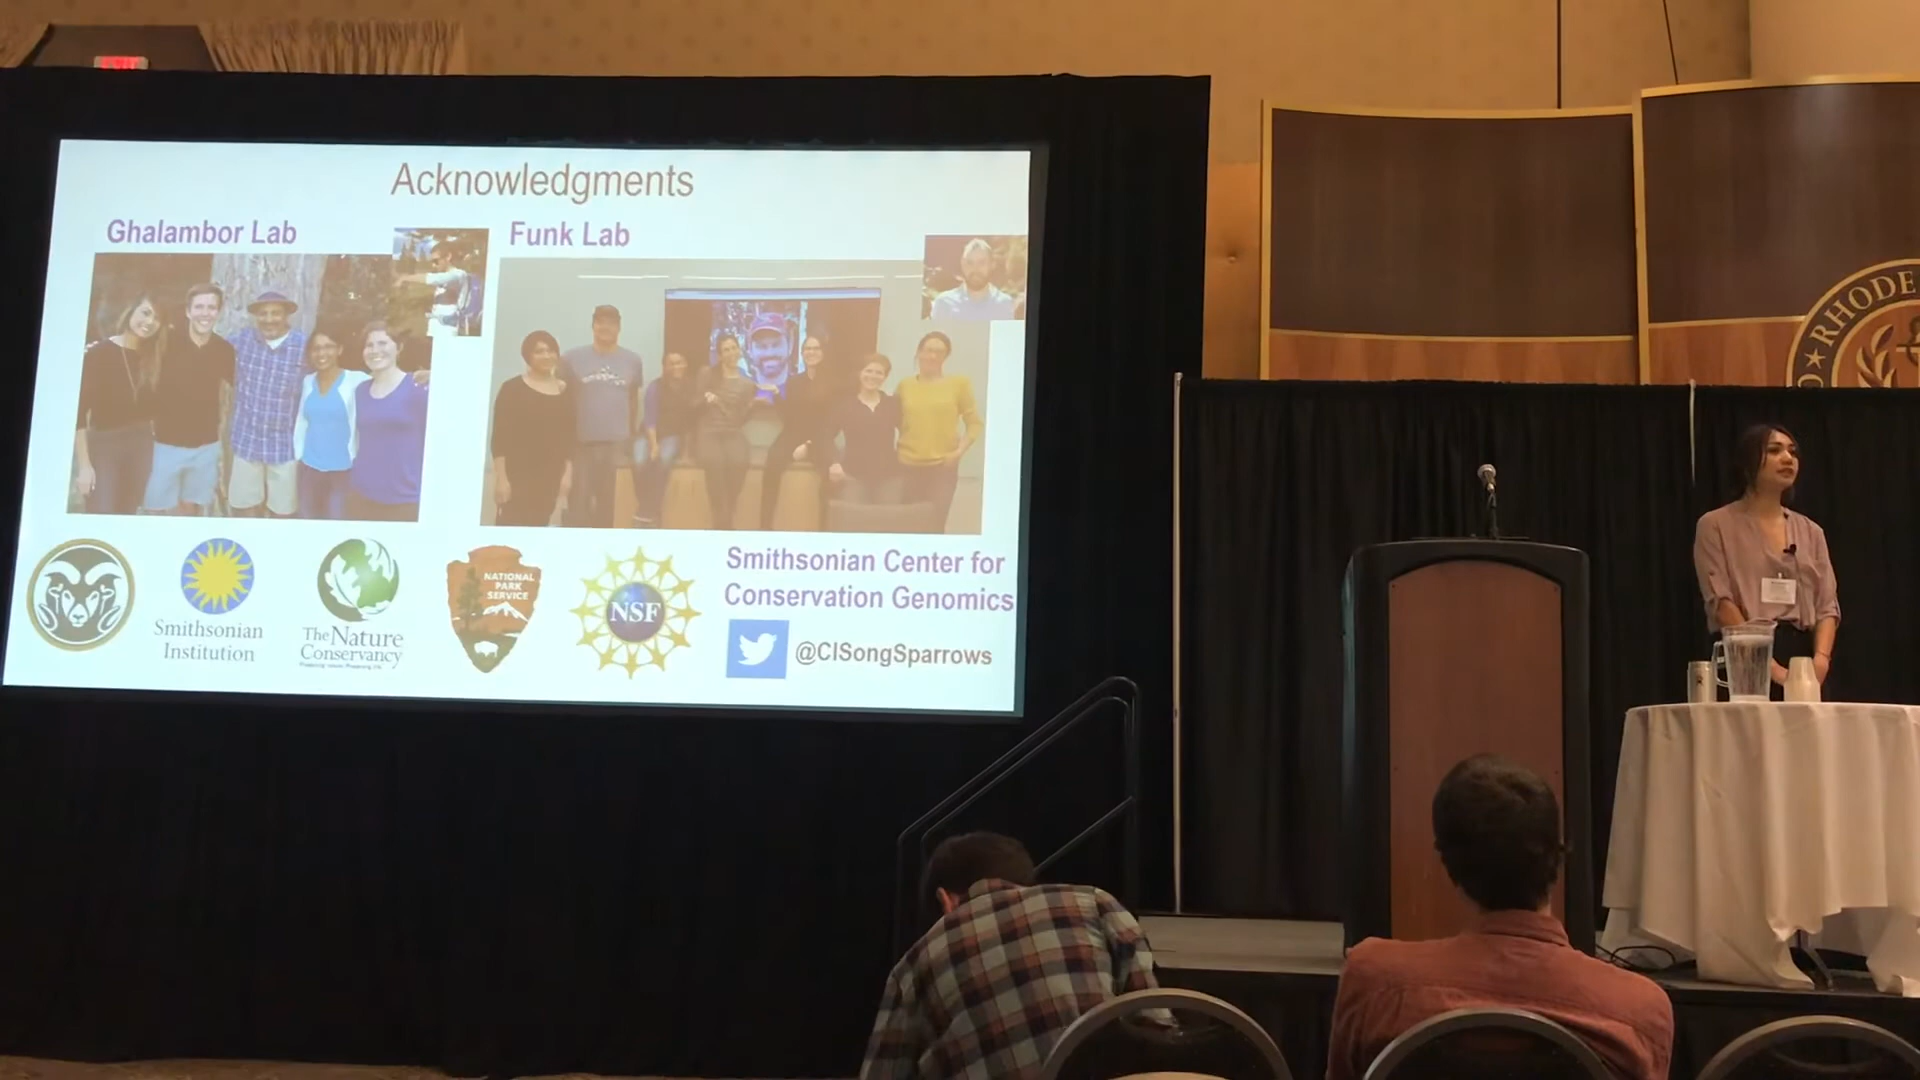 EXIT
Acknowledgments
Ghalambor Lab
Funk Lab
Smithsonian
Institution
The Nature
Conservancy
NATIONAL
PARK
SERVICE
NSF
Smithsonian Center for
Conservation Genomics
@CISongSparrows
RHODE